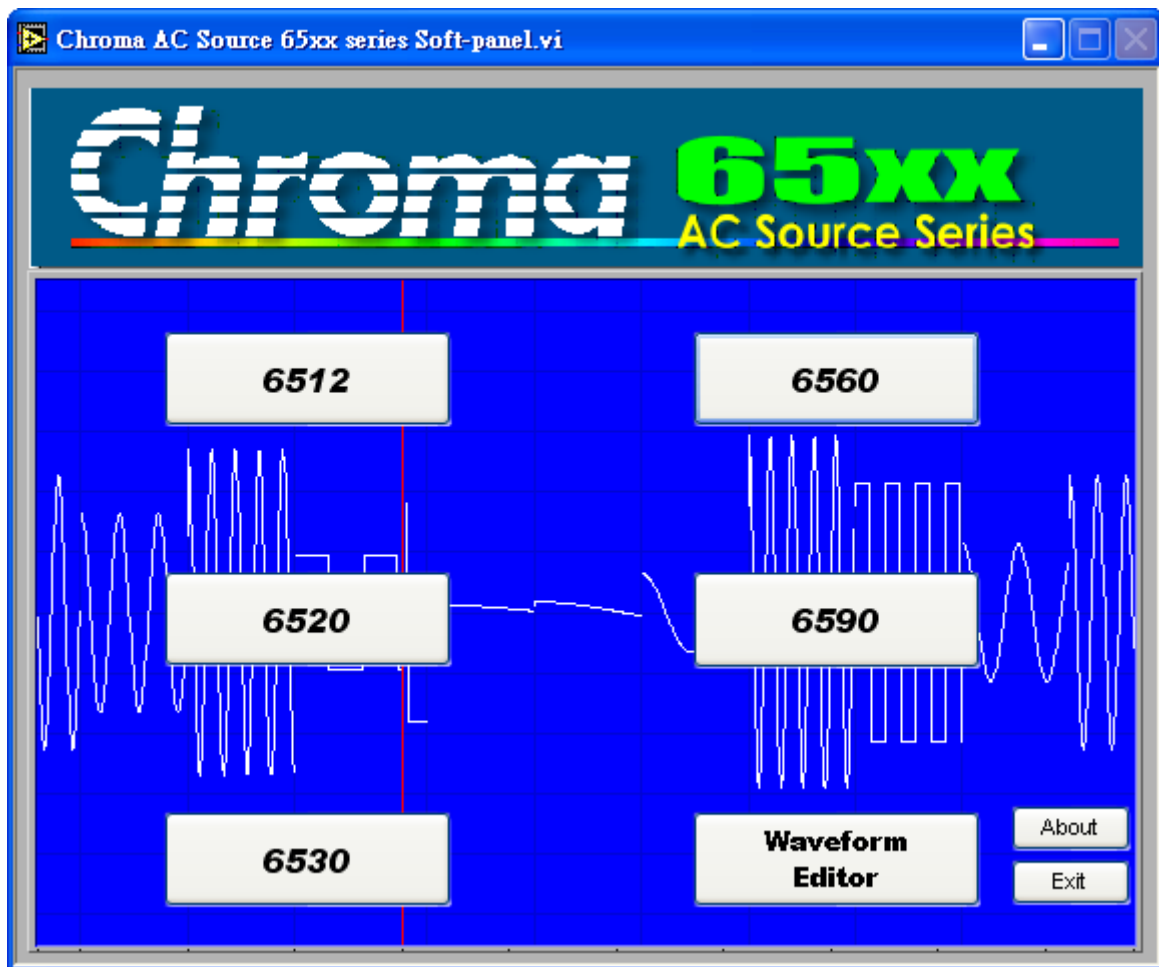 Chroma AC Source 65xx series Soft-panel.vi
Chroma 65xx
AC Source Series
6512
6560
6520
6590
6530
Waveform
Editor
About
Exit